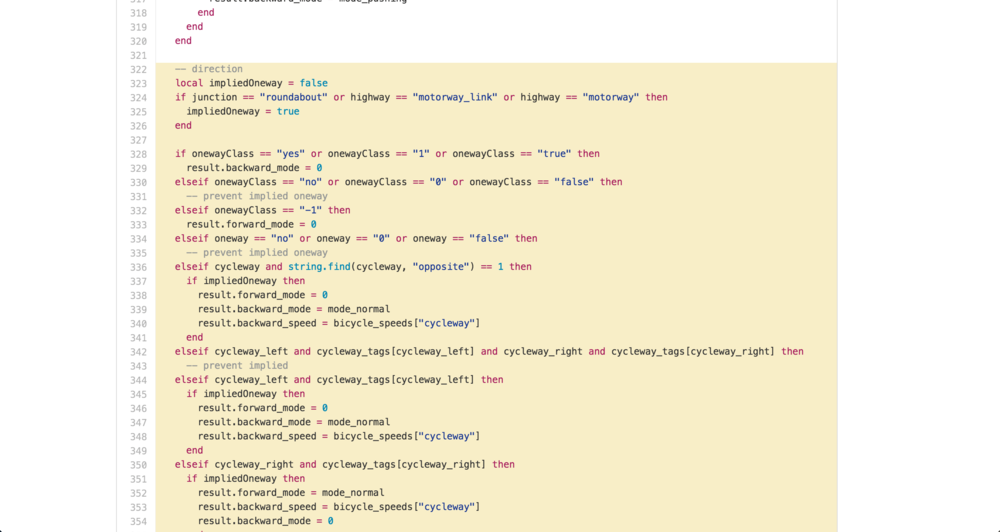 317 result.backward_mode = mode_pushing
318 end
319 end
320 end
321
322 -- direction
323 local impliedOneway = false
324 if junction == "roundabout" or highway == "motorway_link" or highway == "motorway" then
325 impliedOneway = true
326 end
327
328 if onewayClass == "yes" or onewayClass == "1" or onewayClass == "true" then
329 result.backward_mode = 0
330 elseif onewayClass == "no" or onewayClass == "0" or onewayClass == "false" then
331 -- prevent implied oneway
332 elseif onewayClass == "-1" then
333 result.forward_mode = 0
334 elseif oneway == "no" or oneway == "0" or oneway == "false" then
335 -- prevent implied oneway
336 elseif cycleway and string.find(cycleway, "opposite") == 1 then
337 if impliedOneway then
338 result.forward_mode = 0
339 result.backward_mode = mode_normal
340 result.backward_speed = bicycle_speeds["cycleway"]
341 end
342 elseif cycleway_left and cycleway_tags[cycleway_left] and cycleway_right and cycleway_tags[cycleway_right] then
343 -- prevent implied
344 elseif cycleway_left and cycleway_tags[cycleway_left] then
345 if impliedOneway then
346 result.forward_mode = 0
347 result.backward_mode = mode_normal
348 result.backward_speed = bicycle_speeds["cycleway"]
349 end
350 elseif cycleway_right and cycleway_tags[cycleway_right] then
351 if impliedOneway then
352 result.forward_mode = mode_normal
353 result.backward_speed = bicycle_speeds["cycleway"]
354 result.backward_mode = 0